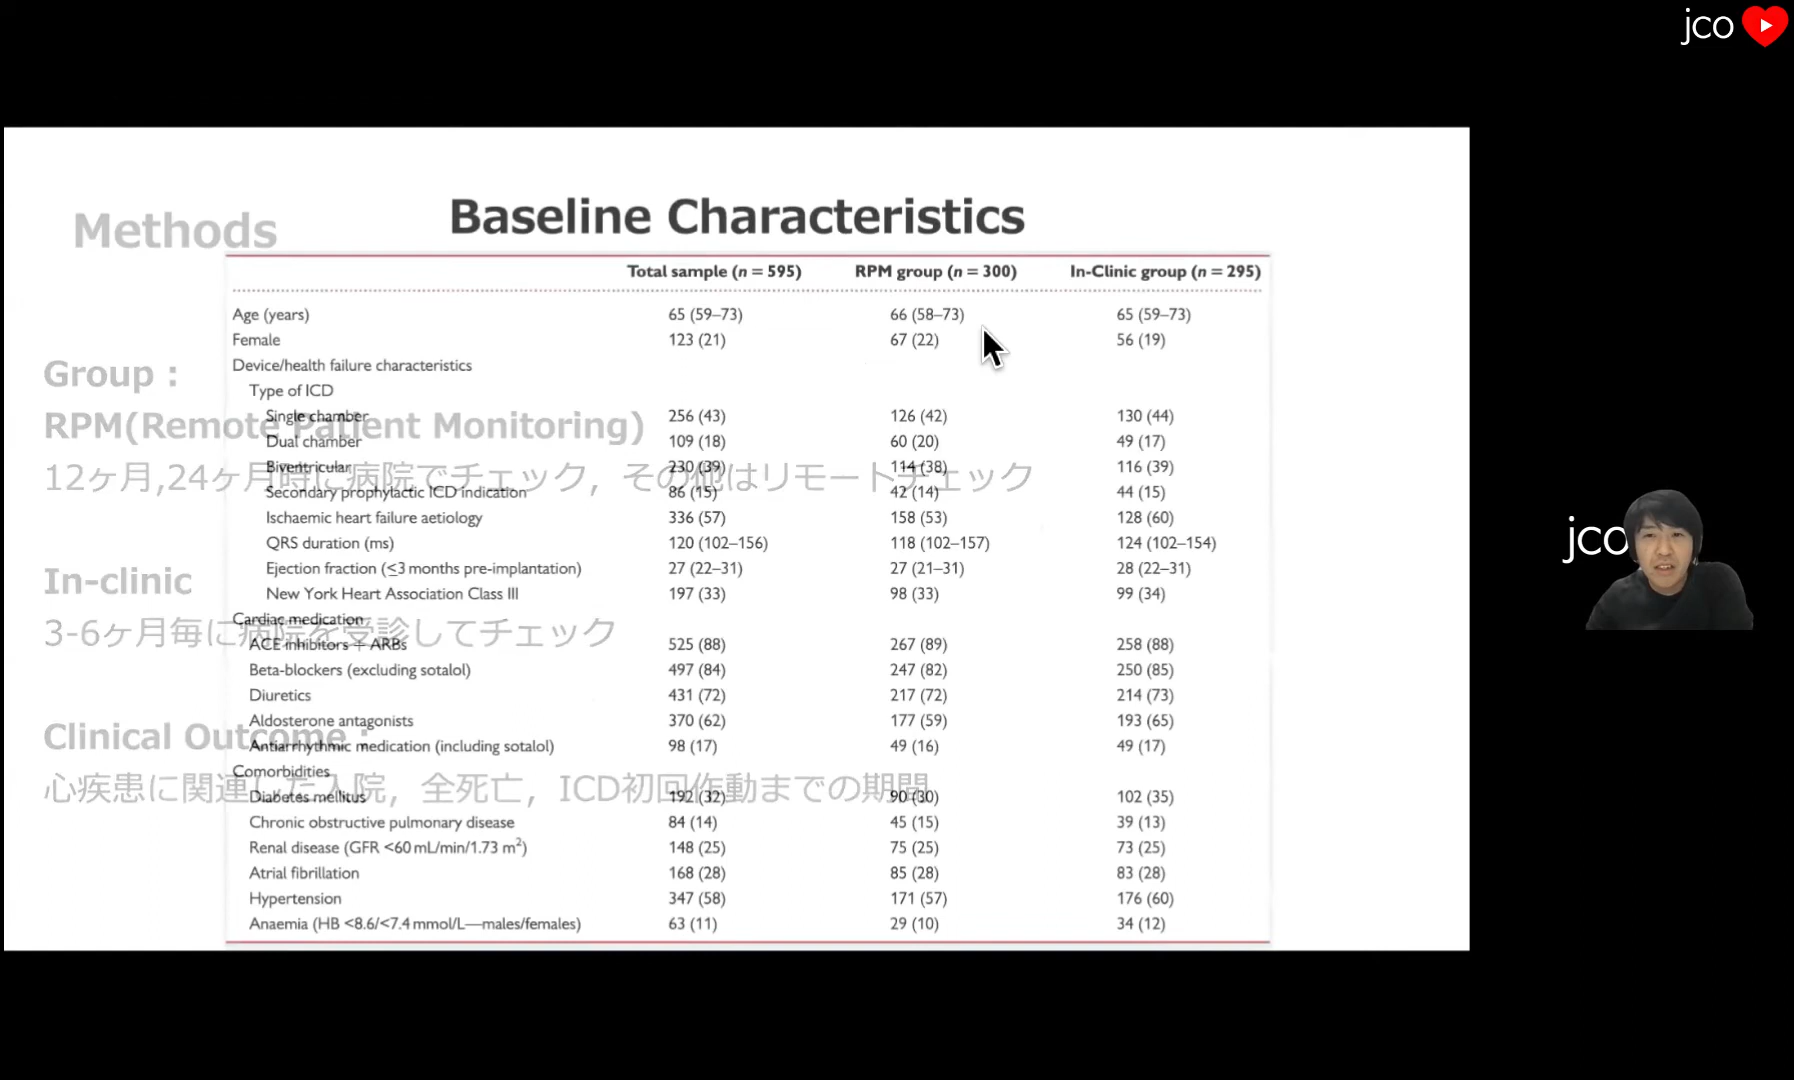 jco
Baseline Characteristics
Total sample (n = 595) RPM group (n = 300) In-Clinic group (n = 295)
Age (years) 65 (59–73) 66 (58–73) 65 (59–73)
Female 123 (21) 67 (22) 56 (19)
Device/health failure characteristics
Type of ICD
Single chamber 256 (43) 126 (42) 130 (44)
Dual chamber 109 (18) 60 (20) 49 (17)
Biventricular 230 (39) 114 (38) 116 (39)
Secondary prophylactic ICD indication 86 (15) 42 (14) 44 (15)
Ischaemic heart failure aetiology 336 (57) 158 (53) 128 (60)
QRS duration (ms) 120 (102–156) 118 (102–157) 124 (102–154)
Ejection fraction (≤3 months pre-implantation) 27 (22–31) 27 (21–31) 28 (22–31)
New York Heart Association Class III 197 (33) 98 (33) 99 (34)
Cardiac medication
ACE inhibitors + ARBs 525 (88) 267 (89) 258 (88)
Beta-blockers (excluding sotalol) 497 (84) 247 (82) 250 (85)
Diuretics 431 (72) 217 (72) 214 (73)
Aldosterone antagonists 370 (62) 177 (59) 193 (65)
Antiarrhythmic medication (including sotalol) 98 (17) 49 (16) 49 (17)
Comorbidities
Diabetes mellitus 192 (32) 90 (30) 102 (35)
Chronic obstructive pulmonary disease 84 (14) 45 (15) 39 (13)
Renal disease (GFR <60 mL/min/1.73 m²) 148 (25) 75 (25) 73 (25)
Atrial fibrillation 168 (28) 85 (28) 83 (28)
Hypertension 347 (58) 171 (57) 176 (60)
Anaemia (HB <8.6/<7.4 mmol/L—males/females) 63 (11) 29 (10) 34 (12)
Methods
Group :
RPM(Remote Patient Monitoring)
12ヶ月,24ヶ月時に病院でチェック，その他はリモートチェック
In-clinic
3-6ヶ月毎に病院を受診してチェック
Clinical Outcome :
心疾患に関連した入院，全死亡，ICD初回作動までの期間
jco